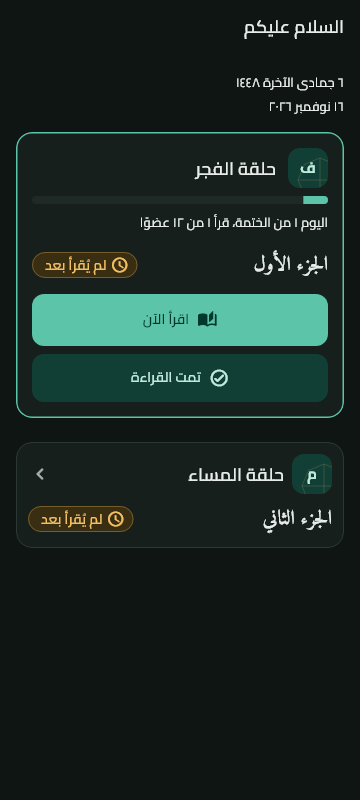 السلام عليكم
٦ جمادى الآخرة ١٤٤٨
١٦ نوفمبر ٢٠٢٦
ف
حلقة الفجر
اليوم ١ من الختمة، قرأ ١ من ١٢ عضوًا
الجزء الأول
لم يُقرأ بعد
اقرأ الآن
تمت القراءة
م
حلقة المساء
الجزء الثاني
لم يُقرأ بعد